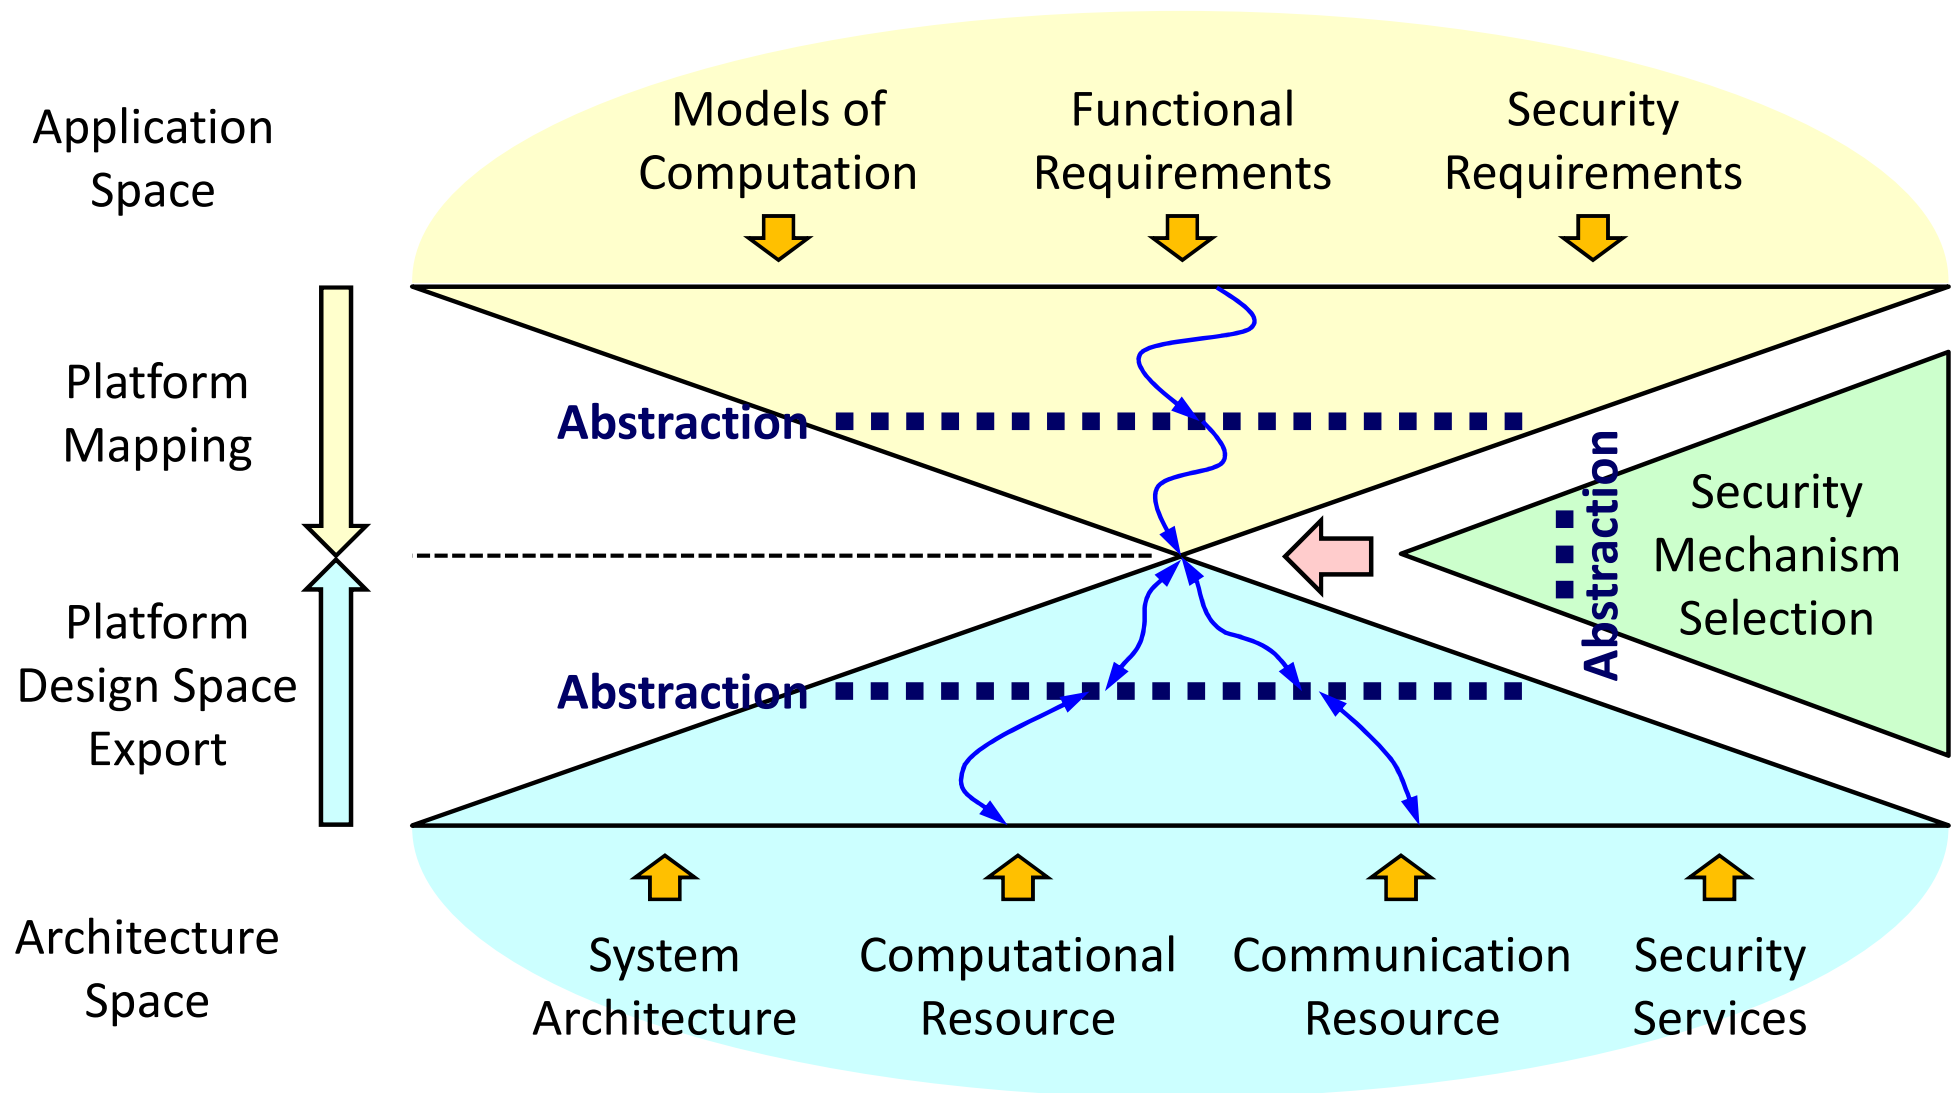 Application
Space
Models of
Computation
Functional
Requirements
Security
Requirements
Platform
Mapping
Abstraction
Abstraction
Security
Mechanism
Selection
Platform
Design Space
Export
Abstraction
Architecture
Space
System
Architecture
Computational
Resource
Communication
Resource
Security
Services